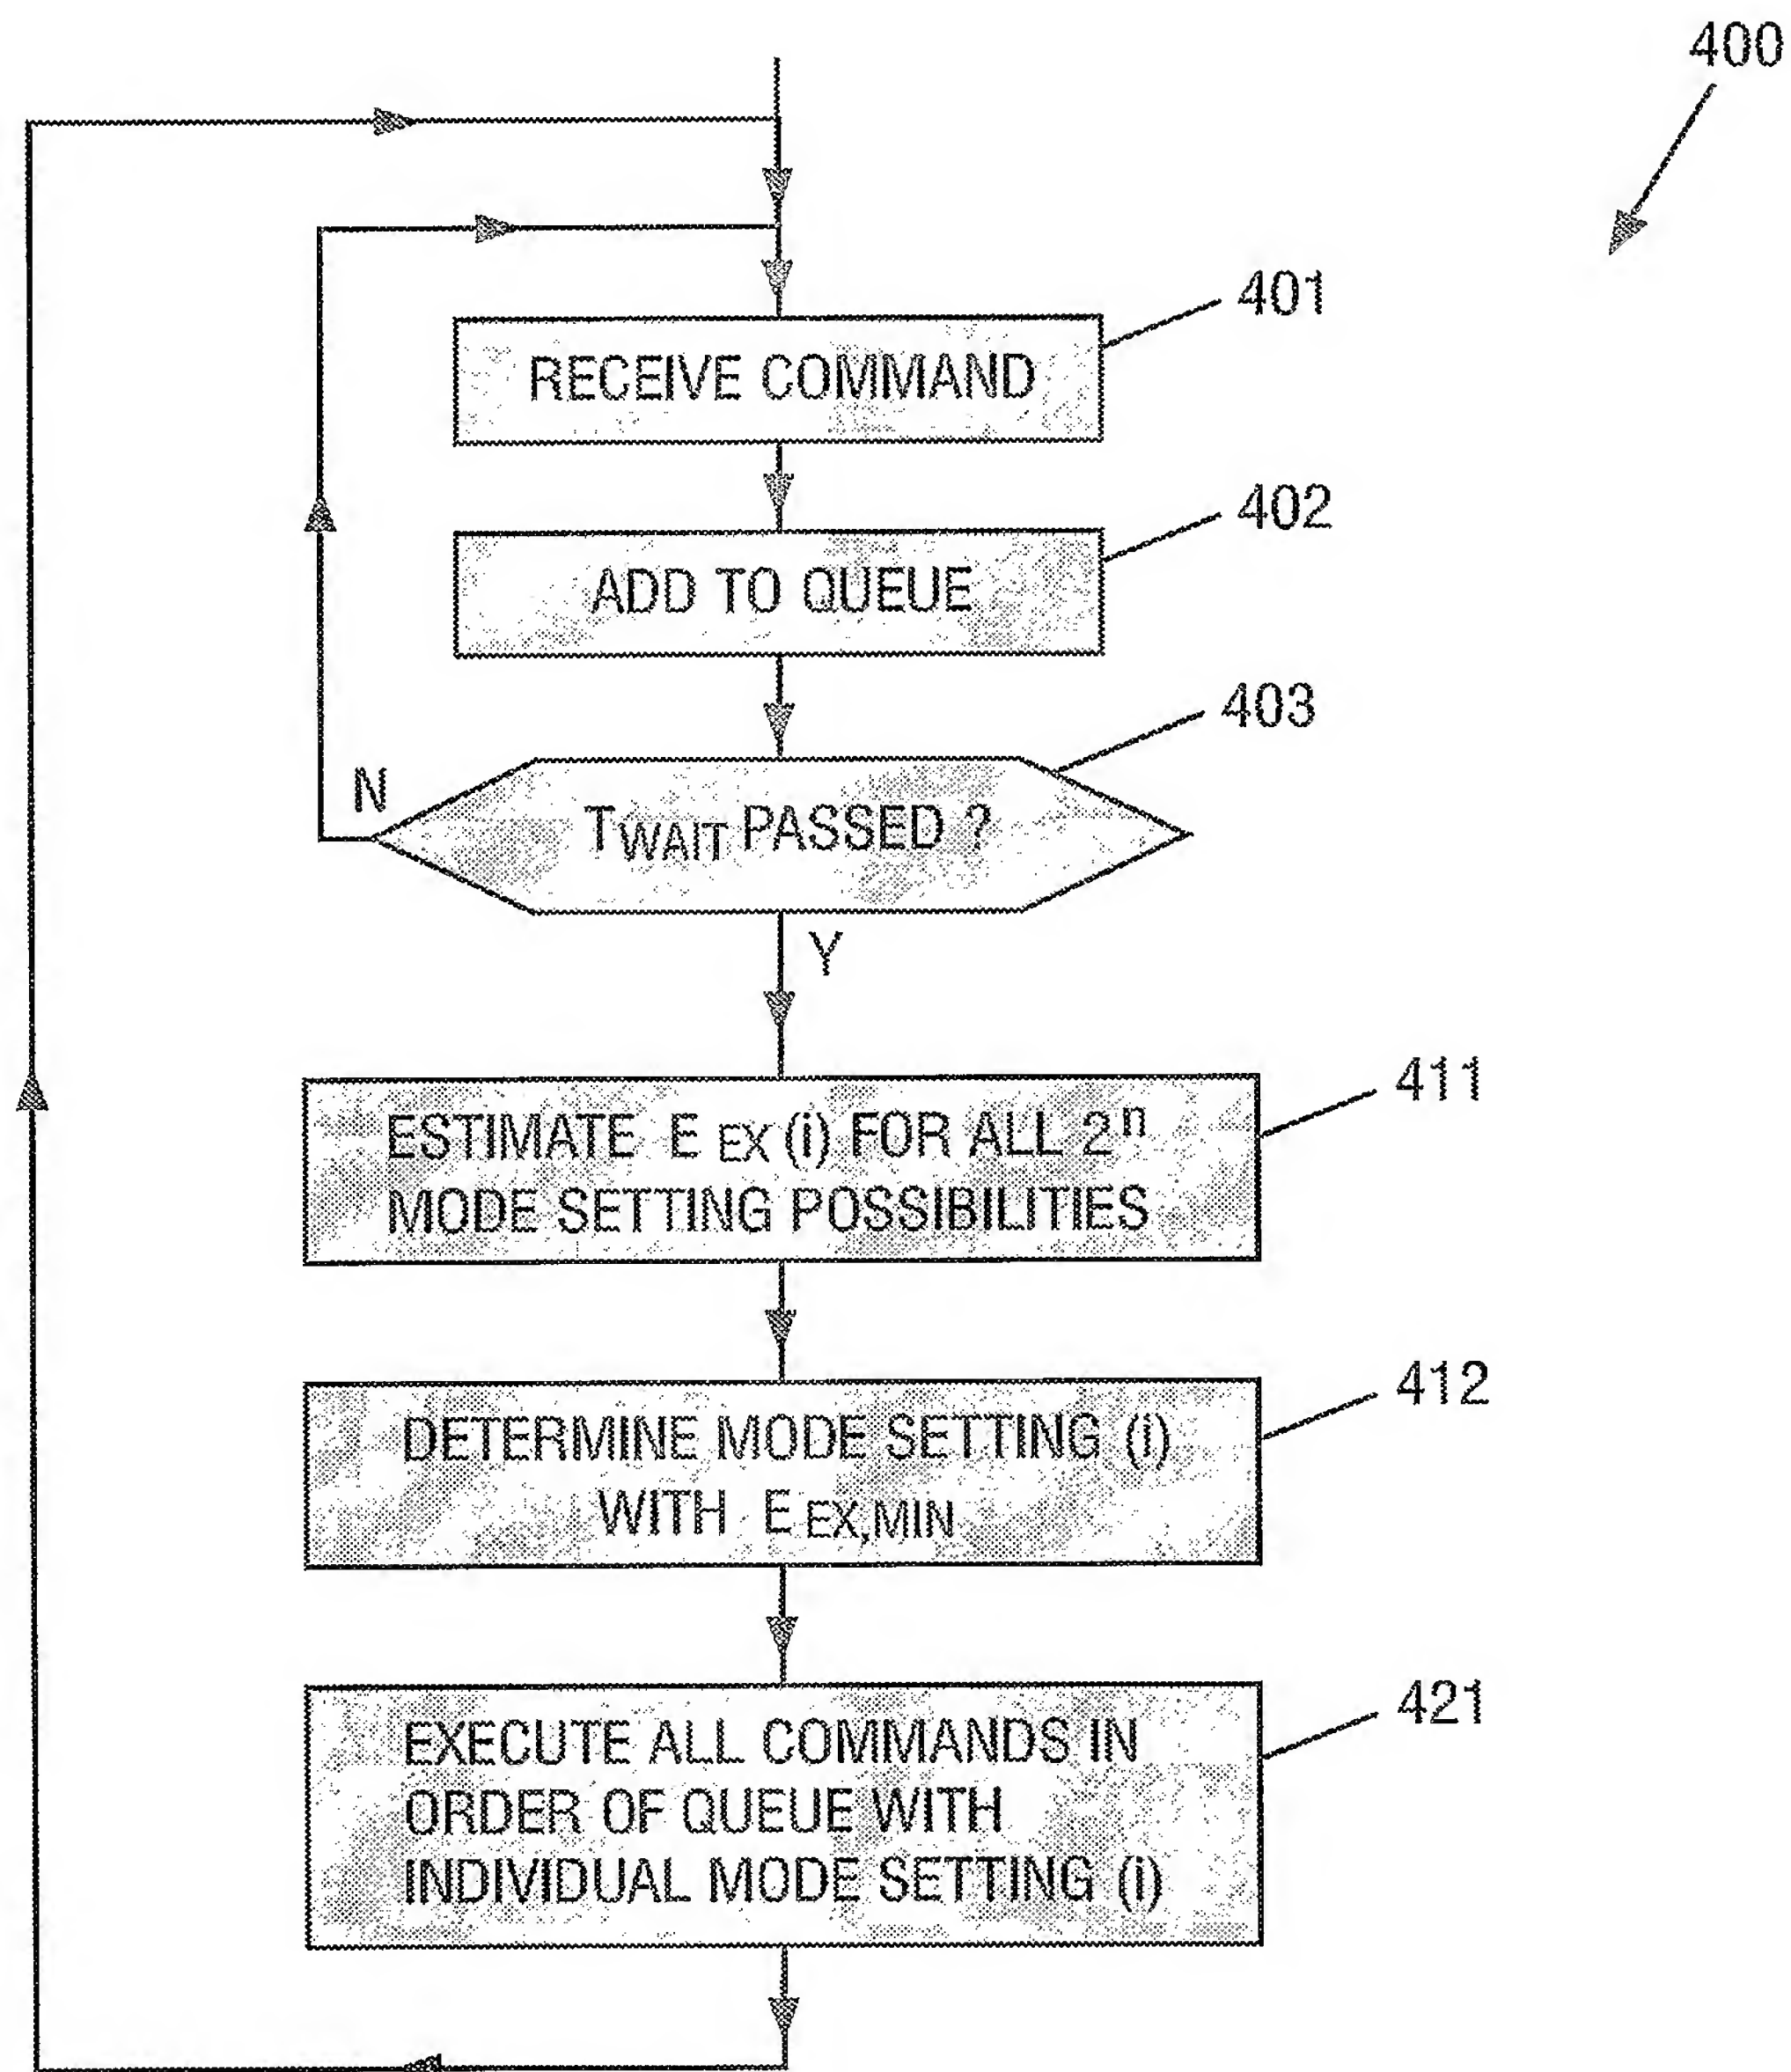 400
401
RECEIVE COMMAND
402
ADD TO QUEUE
403
N
TWAIT PASSED ?
Y
411
ESTIMATE E EX (i) FOR ALL 2n
MODE SETTING POSSIBILITIES
412
DETERMINE MODE SETTING (i)
WITH E EX,MIN
421
EXECUTE ALL COMMANDS IN
ORDER OF QUEUE WITH
INDIVIDUAL MODE SETTING (i)